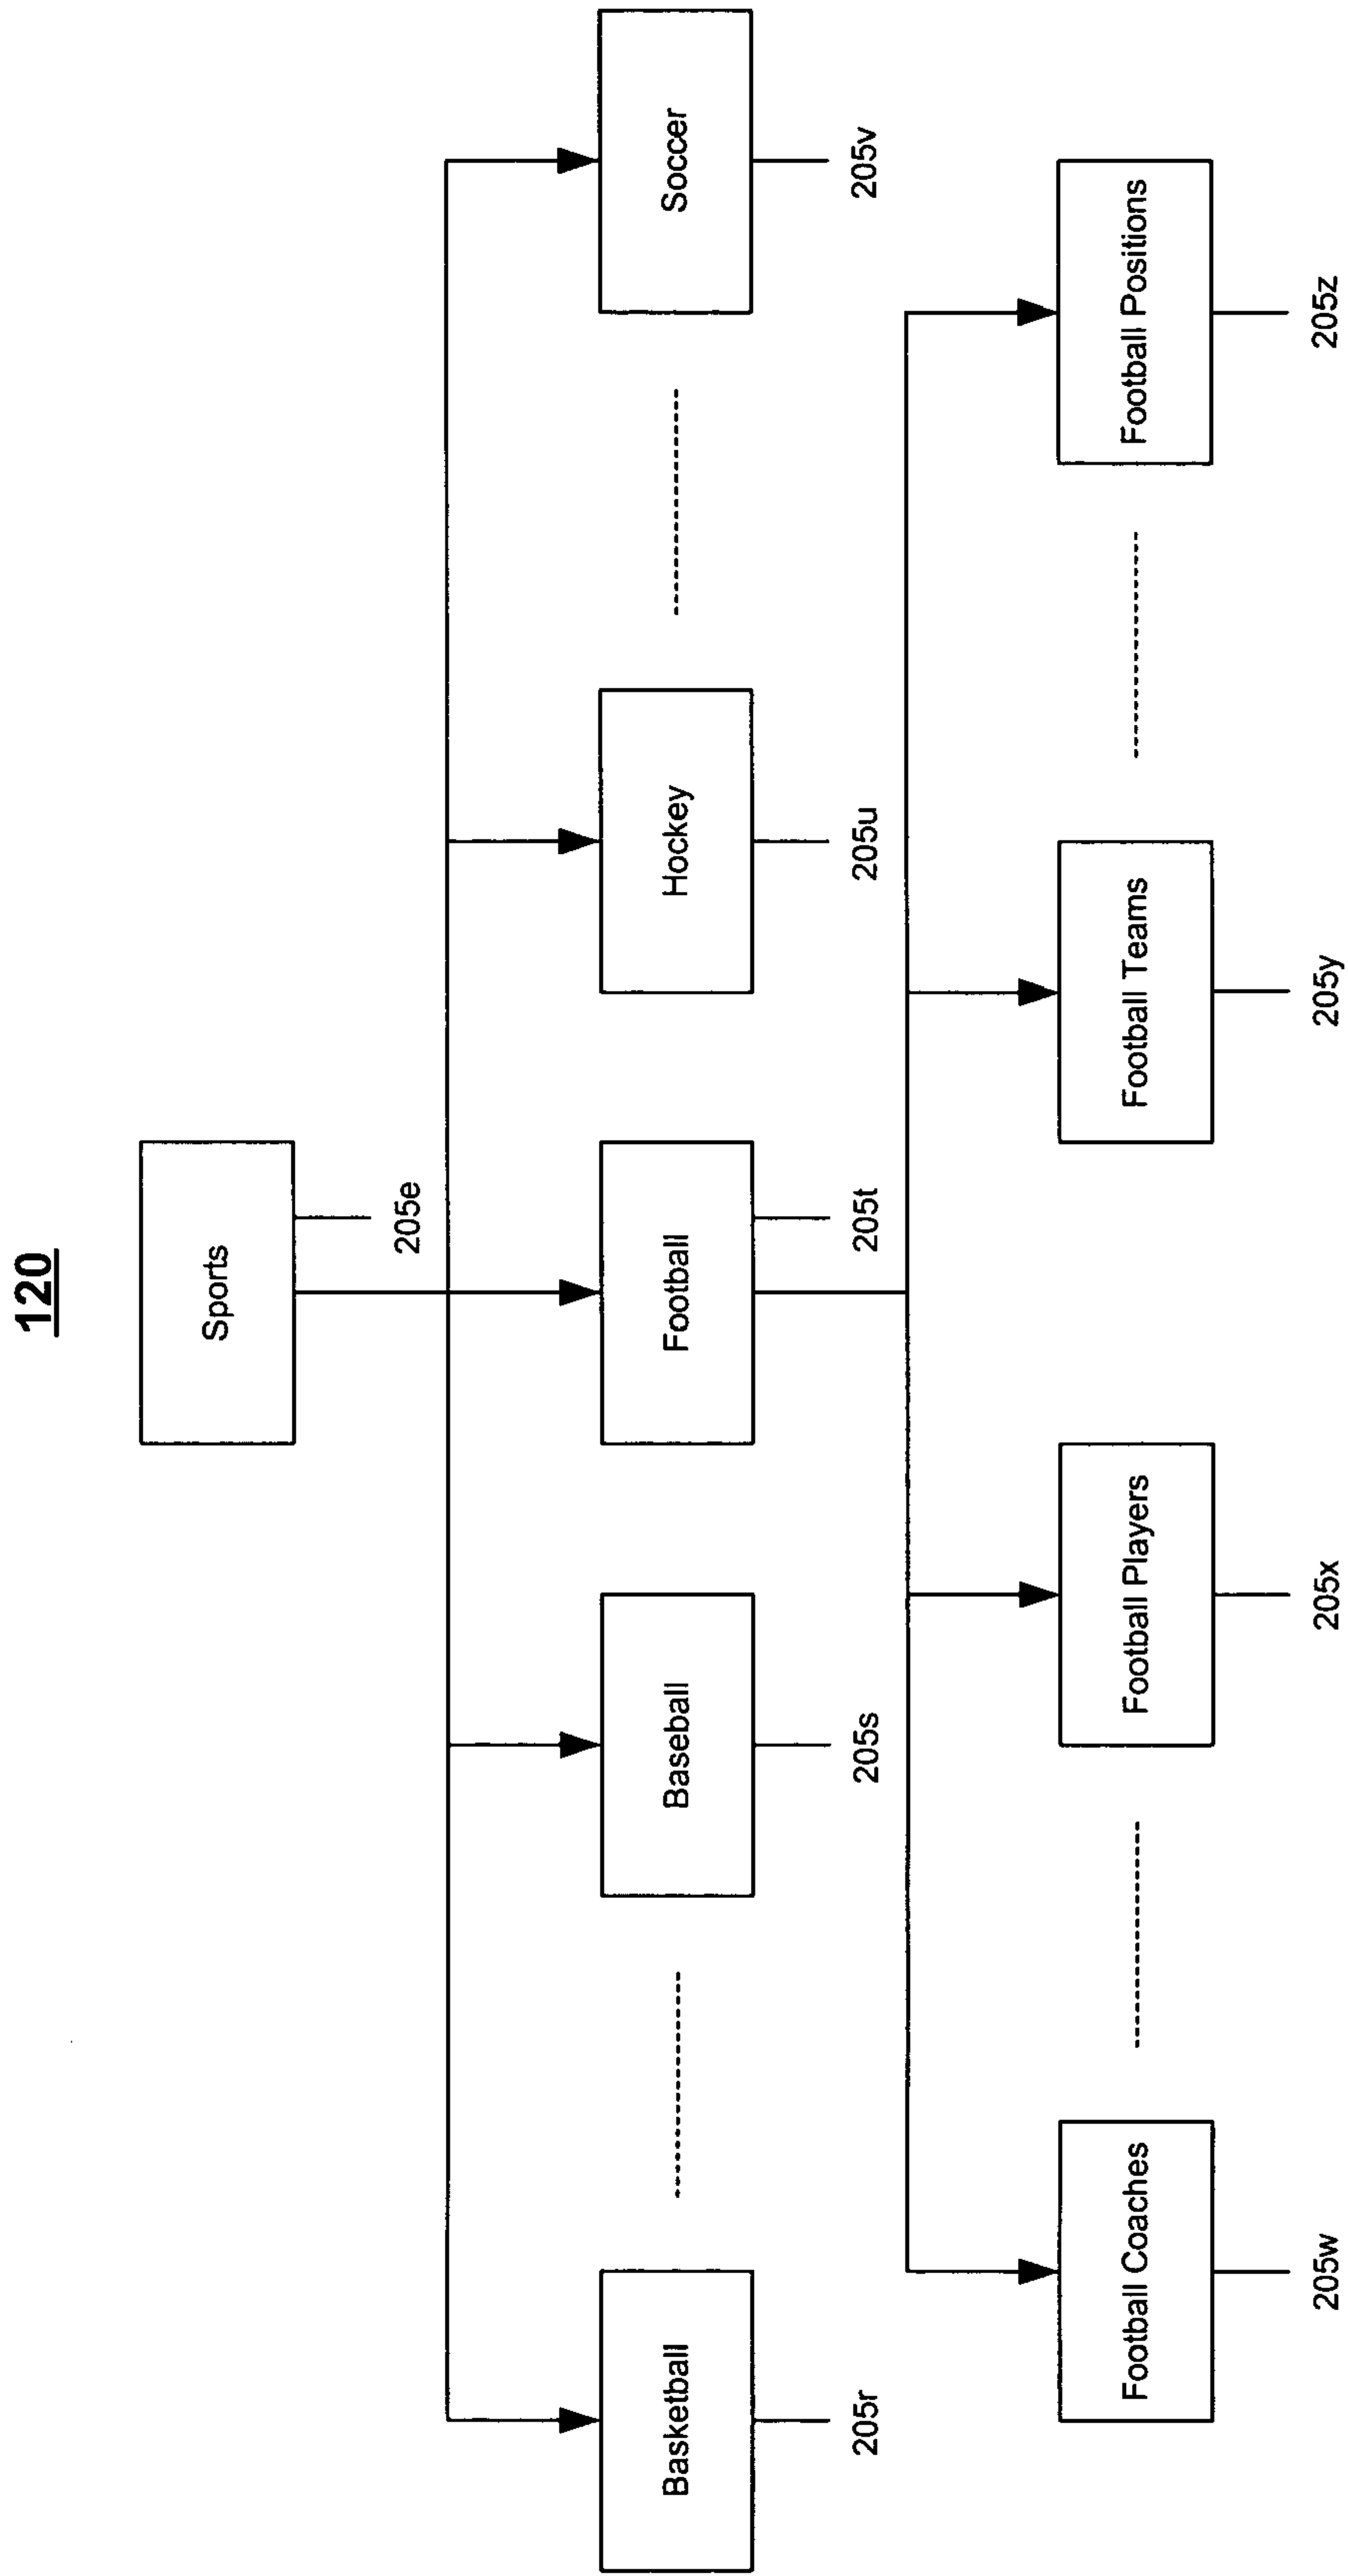 120
Sports
205e
Basketball
Baseball
Football
Hockey
Soccer
205r
205s
205t
205u
205v
Football Coaches
Football Players
Football Teams
Football Positions
205w
205x
205y
205z